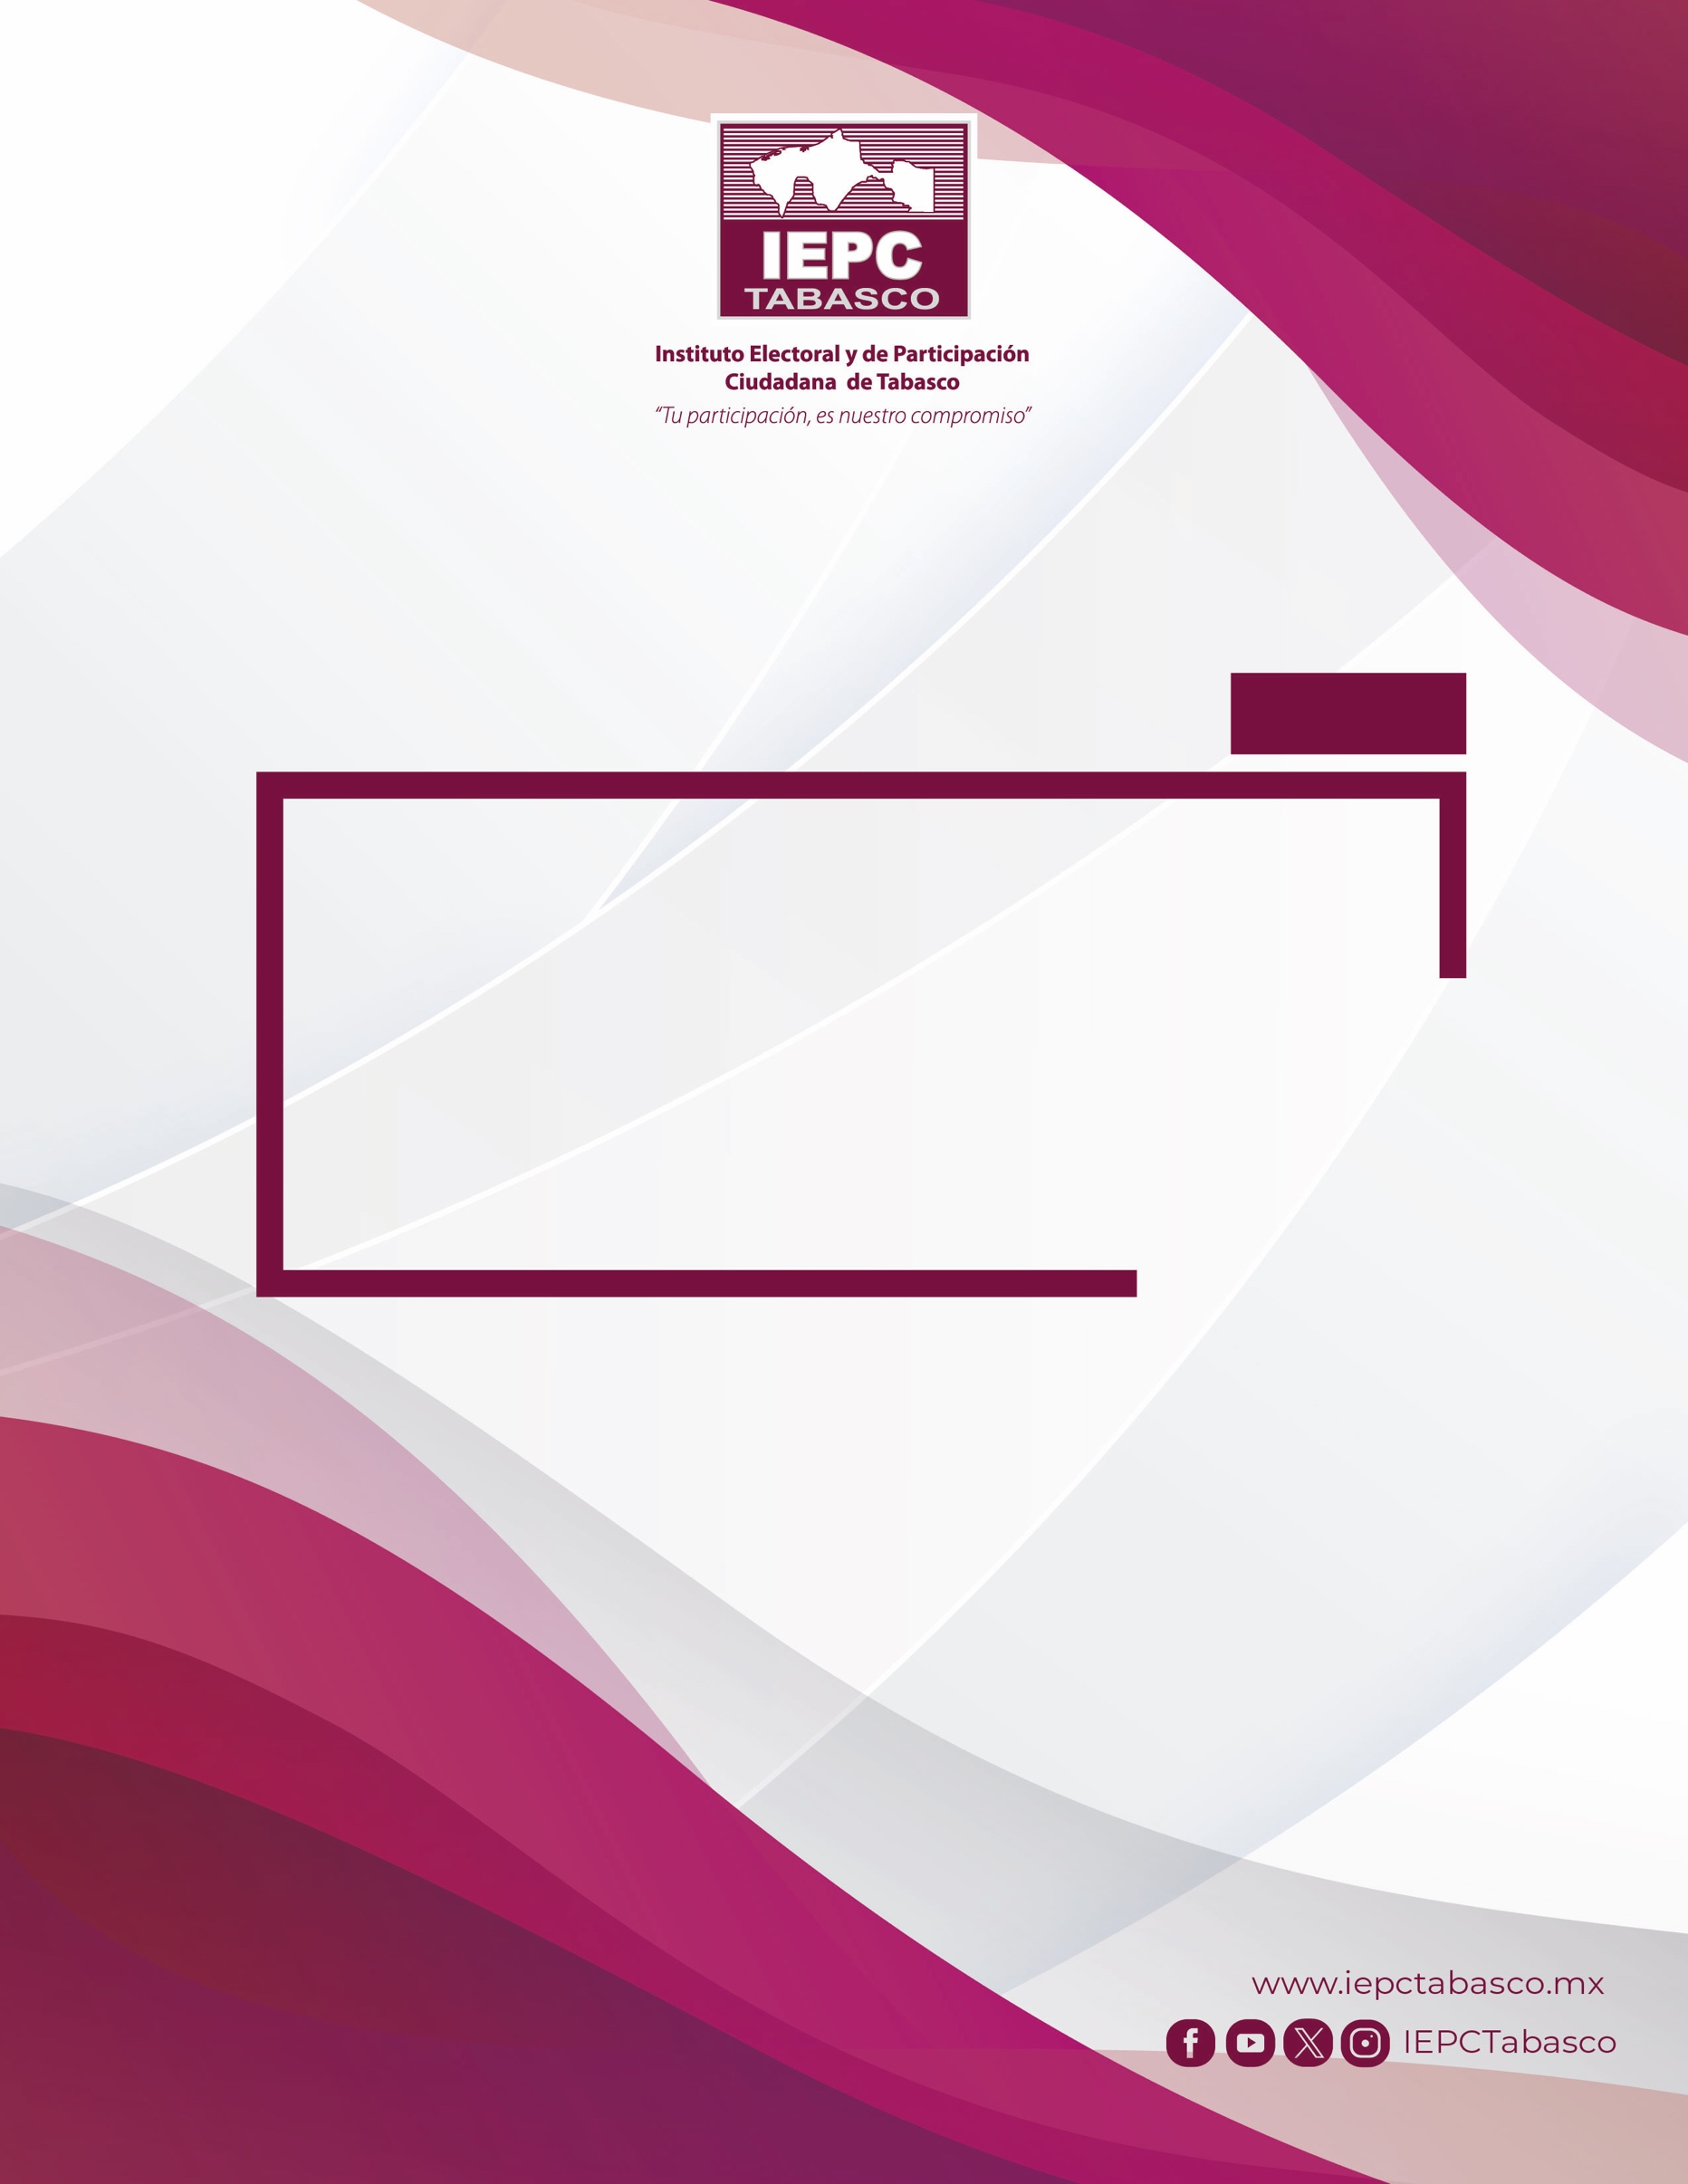 IEPC
TABASCO
Instituto Electoral y de Participación
Ciudadana de Tabasco
“Tu participación, es nuestro compromiso”
www.iepctabasco.mx
IEPCTabasco